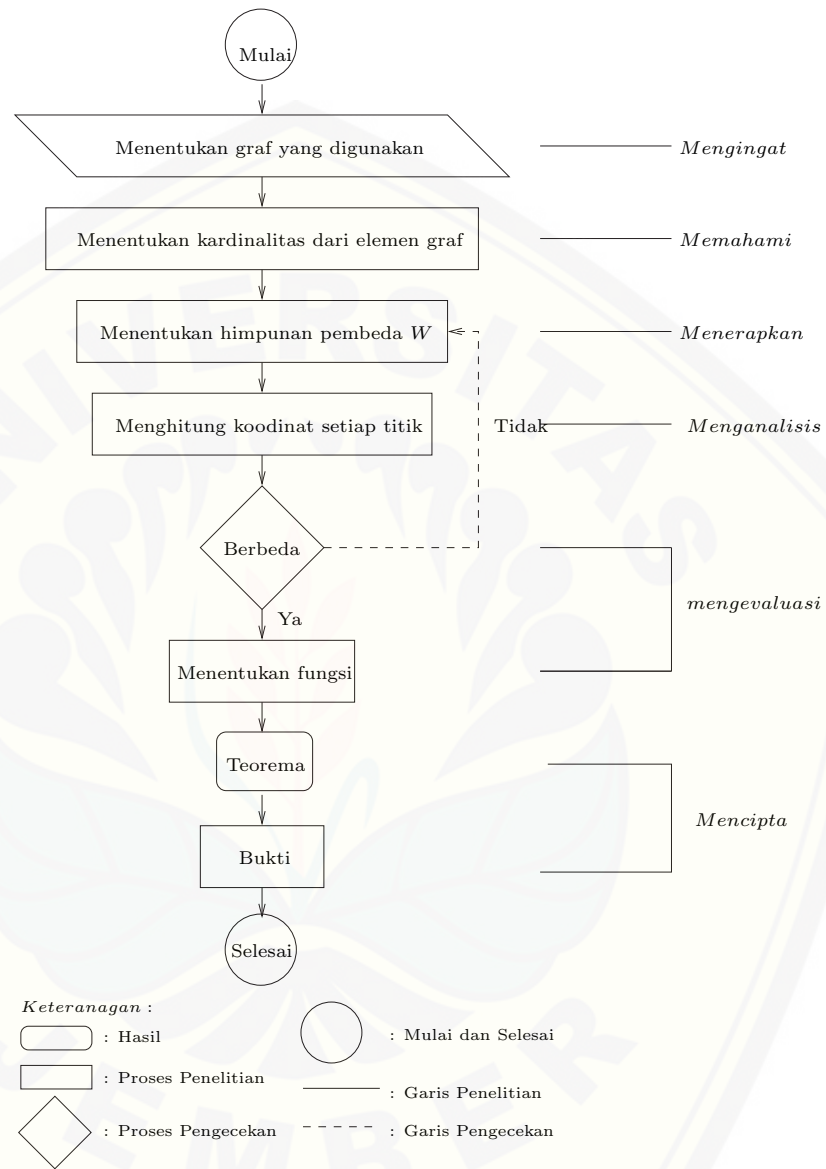 Mulai
Menentukan graf yang digunakan
Mengingat
Menentukan kardinalitas dari elemen graf
Memahami
Menentukan himpunan pembeda W
Menerapkan
Menghitung koodinat setiap titik
Tidak
Menganalisis
Berbeda
mengevaluasi
Ya
Menentukan fungsi
Teorema
Mencipta
Bukti
Selesai
Keteranagan :
: Hasil
: Mulai dan Selesai
: Proses Penelitian
: Garis Penelitian
: Proses Pengecekan
: Garis Pengecekan
UNIVERSITAS
JEMBER